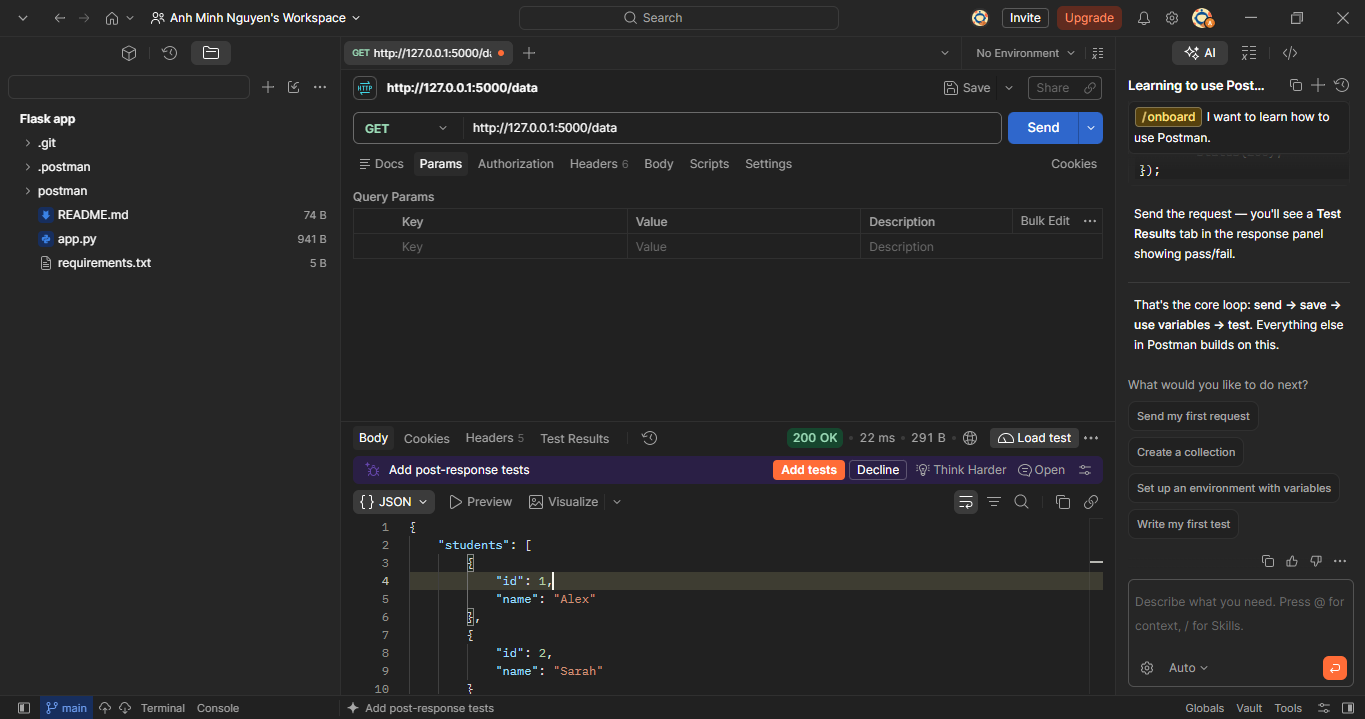 Anh Minh Nguyen's Workspace
Search
Invite
Upgrade
GET http://127.0.0.1:5000/da
No Environment
AI
Flask app
.git
.postman
postman
README.md 74 B
app.py 941 B
requirements.txt 5 B
HTTP
http://127.0.0.1:5000/data
Save
Share
GET
http://127.0.0.1:5000/data
Send
Docs
Params
Authorization
Headers 6
Body
Scripts
Settings
Cookies
Query Params
Key Value Description Bulk Edit
Key Value Description
Body
Cookies
Headers 5
Test Results
200 OK
22 ms
291 B
Load test
Add post-response tests
Add tests
Decline
Think Harder
Open
{} JSON
Preview
Visualize
1 {
2 "students": [
3 {
4 "id": 1,
5 "name": "Alex"
6 },
7 {
8 "id": 2,
9 "name": "Sarah"
10 }
Learning to use Post...
/onboard I want to learn how to
use Postman.
});
Send the request — you'll see a Test
Results tab in the response panel
showing pass/fail.
That's the core loop: send → save →
use variables → test. Everything else
in Postman builds on this.
What would you like to do next?
Send my first request
Create a collection
Set up an environment with variables
Write my first test
Describe what you need. Press @ for
context, / for Skills.
Auto
main
Terminal
Console
Add post-response tests
Globals
Vault
Tools